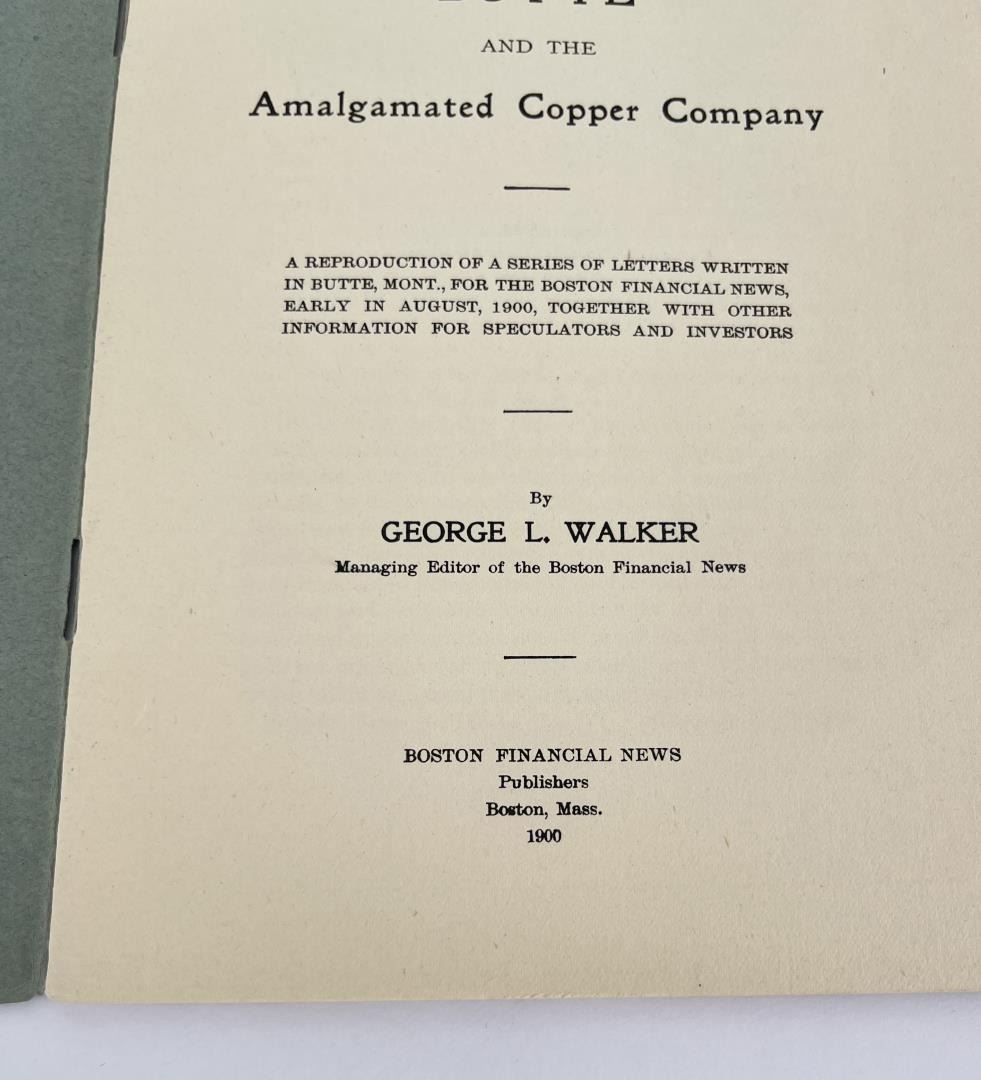 BUTTE
AND THE
Amalgamated Copper Company
A REPRODUCTION OF A SERIES OF LETTERS WRITTEN
IN BUTTE, MONT., FOR THE BOSTON FINANCIAL NEWS,
EARLY IN AUGUST, 1900, TOGETHER WITH OTHER
INFORMATION FOR SPECULATORS AND INVESTORS
By
GEORGE L. WALKER
Managing Editor of the Boston Financial News
BOSTON FINANCIAL NEWS
Publishers
Boston, Mass.
1900